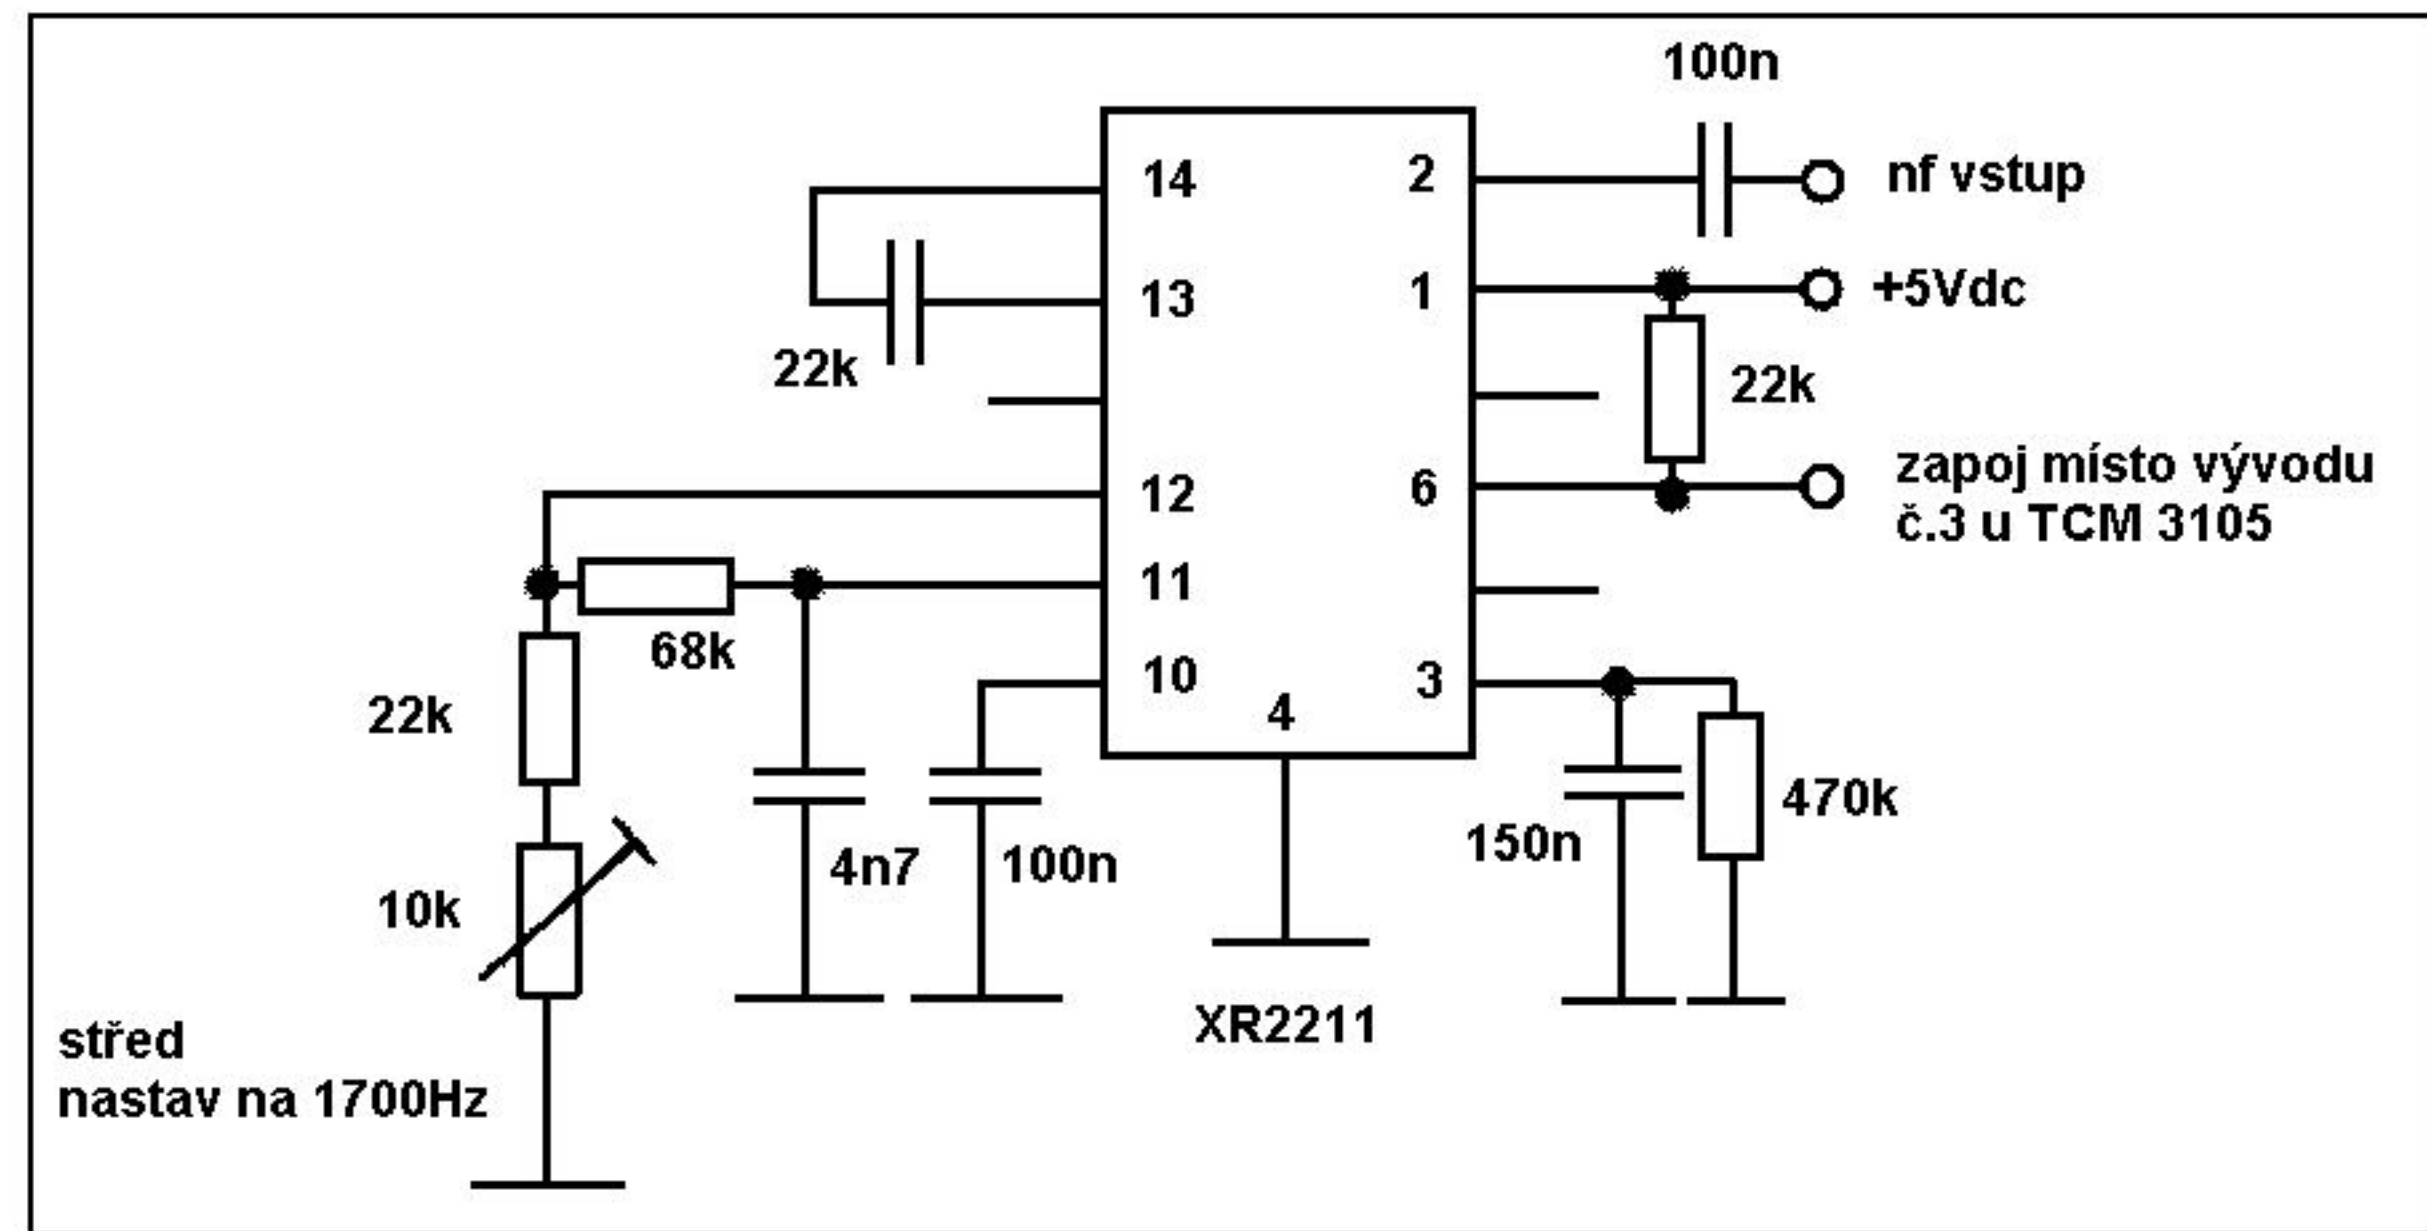 100n
14
2
nf vstup
13
1
+5Vdc
22k
22k
12
6
zapoj místo vývodu
č.3 u TCM 3105
11
68k
10
3
22k
4
470k
150n
4n7
100n
10k
XR2211
střed
nastav na 1700Hz